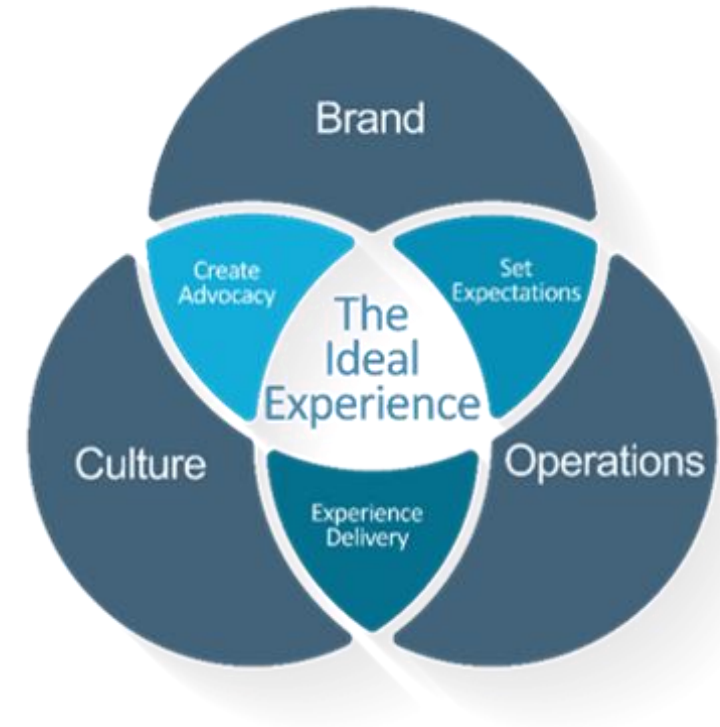 Brand
Create
Advocacy
Set
Expectations
The
Ideal
Experience
Culture
Operations
Experience
Delivery